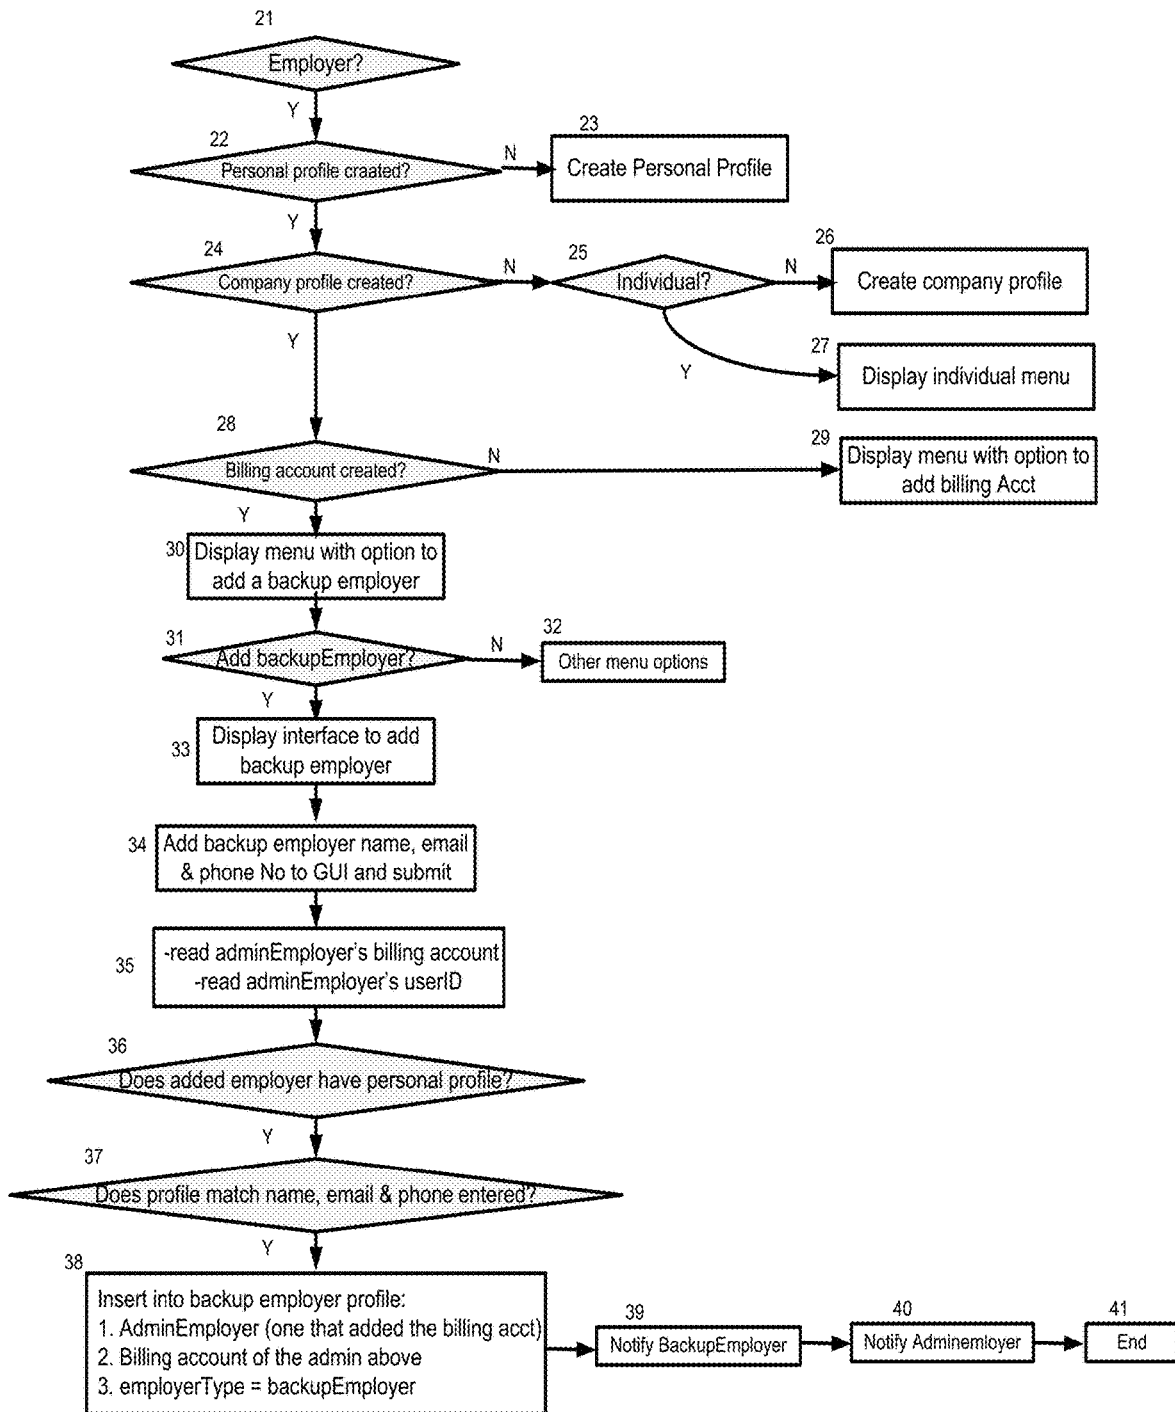 21
Employer?
Y
22
Personal profile craated?
N
23
Create Personal Profile
Y
24
Company profile created?
N
25
Individual?
N
26
Create company profile
Y
Y
27
Display individual menu
28
Billing account created?
N
29
Display menu with option to
add billing Acct
Y
30
Display menu with option to
add a backup employer
31
Add backupEmployer?
N
32
Other menu options
Y
33
Display interface to add
backup employer
34
Add backup employer name, email
& phone No to GUI and submit
35
-read adminEmployer's billing account
-read adminEmployer's userID
36
Does added employer have personal profile?
Y
37
Does profile match name, email & phone entered?
Y
38
Insert into backup employer profile:
1. AdminEmployer (one that added the billing acct)
2. Billing account of the admin above
3. employerType = backupEmployer
39
Notify BackupEmployer
40
Notify Adminemloyer
41
End